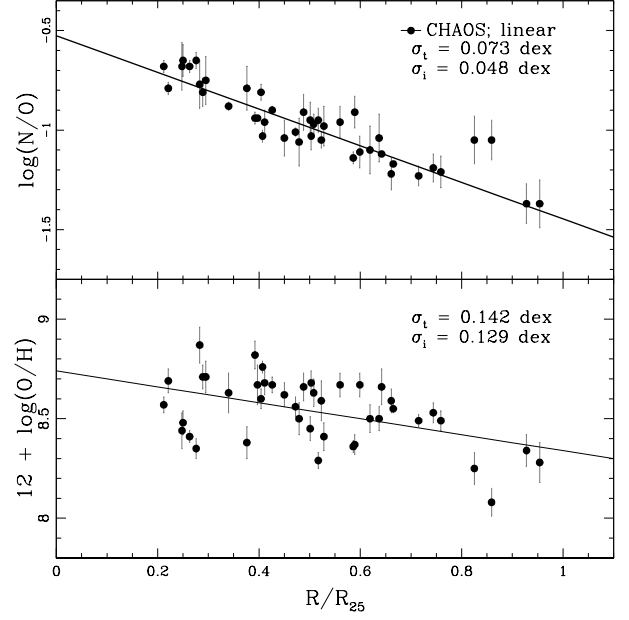 -0.5
-1
-1.5
log(N/O)
CHAOS; linear
σt = 0.073 dex
σi = 0.048 dex
9
8.5
8
12 + log(O/H)
σt = 0.142 dex
σi = 0.129 dex
0 0.2 0.4 0.6 0.8 1
R/R25